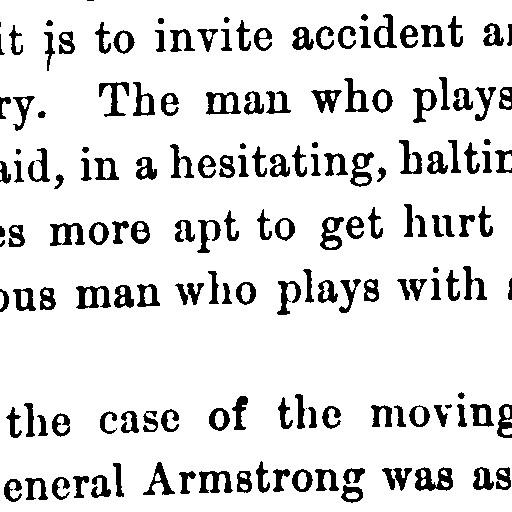 it is to invite accident a
ry. The man who plays
aid, in a hesitating, haltin
es more apt to get hurt
ous man who plays with
the case of the moving
eneral Armstrong was as